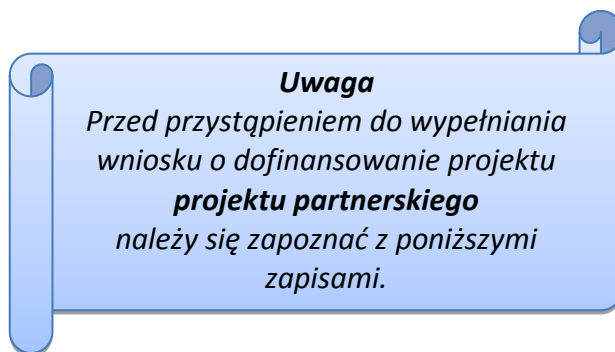 Uwaga
Przed przystąpieniem do wypełniania
wniosku o dofinansowanie projektu
projektu partnerskiego
należy się zapoznać z poniższymi
zapisami.